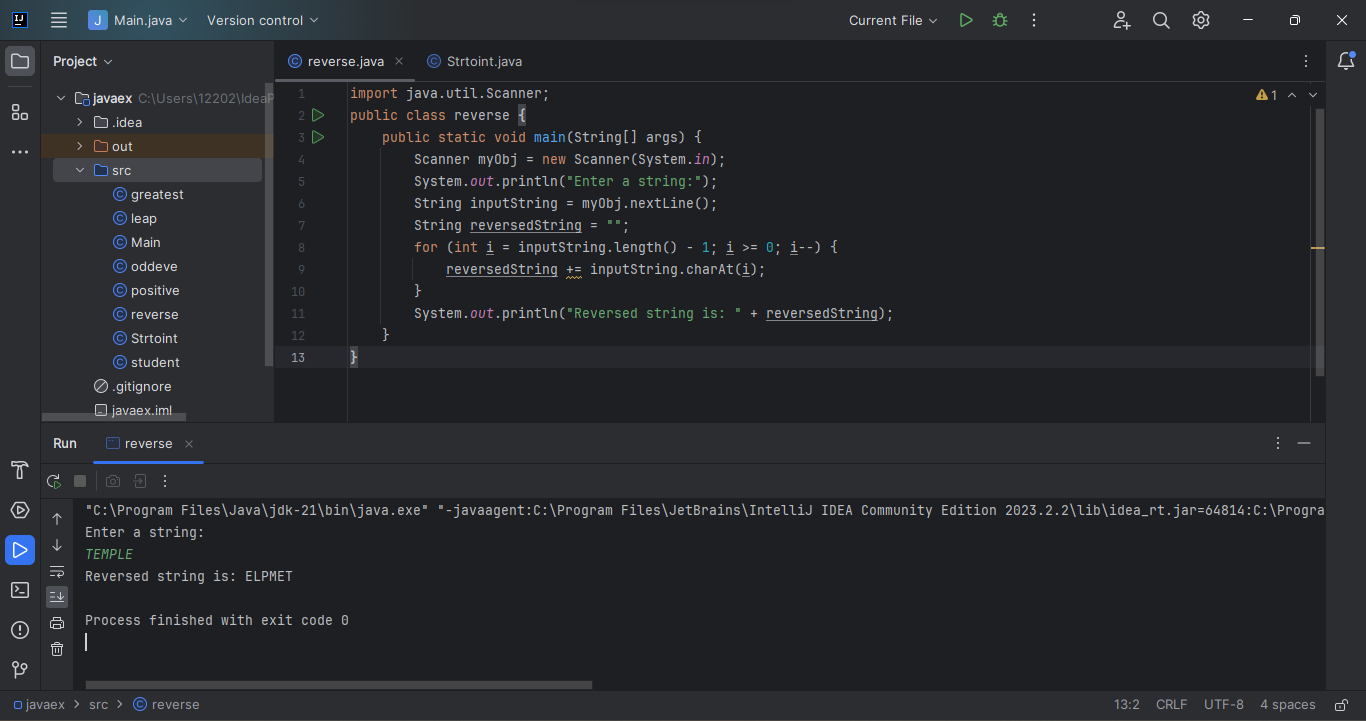 IJ J Main.java Version control Current File
Project
reverse.java Strtoint.java
javaex C:\Users\12202\IdeaP
.idea
out
src
greatest
leap
Main
oddeve
positive
reverse
Strtoint
student
.gitignore
javaex.iml
1 import java.util.Scanner;
2 public class reverse {
3 public static void main(String[] args) {
4 Scanner myObj = new Scanner(System.in);
5 System.out.println("Enter a string:");
6 String inputString = myObj.nextLine();
7 String reversedString = "";
8 for (int i = inputString.length() - 1; i >= 0; i--) {
9 reversedString += inputString.charAt(i);
10 }
11 System.out.println("Reversed string is: " + reversedString);
12 }
13 }
1
Run reverse
"C:\Program Files\Java\jdk-21\bin\java.exe" "-javaagent:C:\Program Files\JetBrains\IntelliJ IDEA Community Edition 2023.2.2\lib\idea_rt.jar=64814:C:\Progra
Enter a string:
TEMPLE
Reversed string is: ELPMET
Process finished with exit code 0
javaex src reverse 13:2 CRLF UTF-8 4 spaces